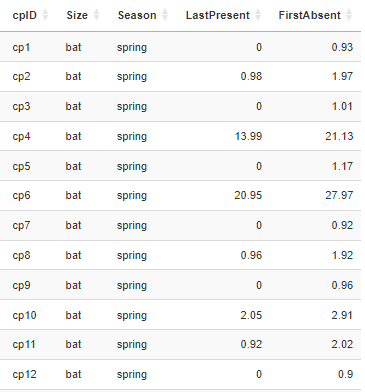 cpID Size Season LastPresent FirstAbsent
cp1 bat spring 0 0.93
cp2 bat spring 0.98 1.97
cp3 bat spring 0 1.01
cp4 bat spring 13.99 21.13
cp5 bat spring 0 1.17
cp6 bat spring 20.95 27.97
cp7 bat spring 0 0.92
cp8 bat spring 0.96 1.92
cp9 bat spring 0 0.96
cp10 bat spring 2.05 2.91
cp11 bat spring 0.92 2.02
cp12 bat spring 0 0.9